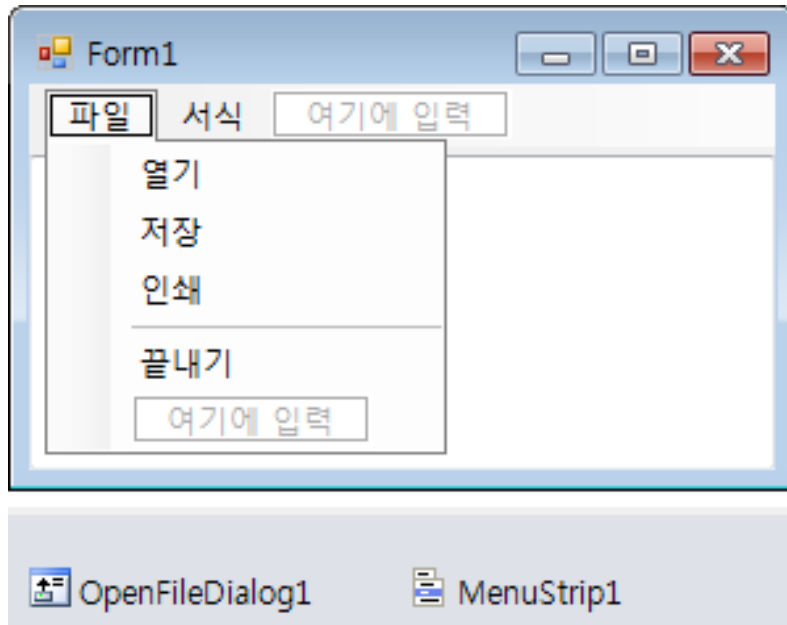 Form1
파일 서식 여기에 입력
열기
저장
인쇄
끝내기
여기에 입력
OpenFileDialog1 MenuStrip1